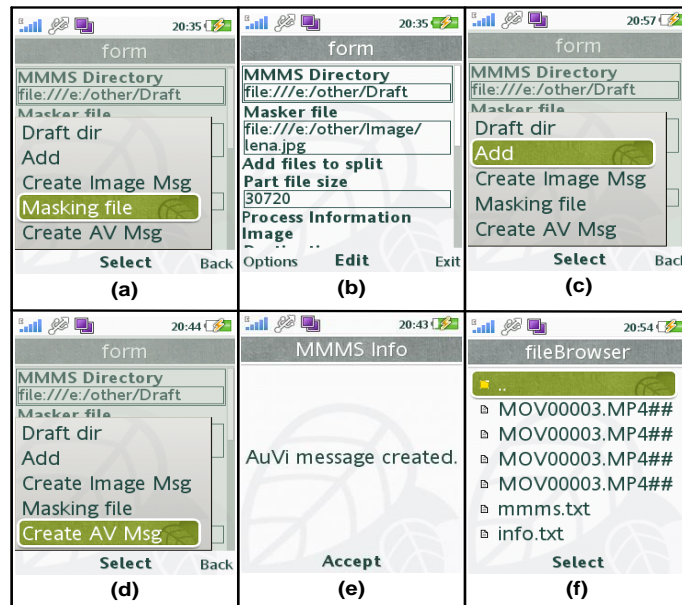 20:35
form
MMMS Directory
file:///e:/other/Draft
Masker file
Draft dir
Add
Create Image Msg
Masking file
Create AV Msg
Select Back
(a)
20:35
form
MMMS Directory
file:///e:/other/Draft
Masker file
file:///e:/other/Image/
lena.jpg
Add files to split
Part file size
30720
Process Information
Image
Options Edit Exit
(b)
20:57
form
MMMS Directory
file:///e:/other/Draft
Masker file
Draft dir
Add
Create Image Msg
Masking file
Create AV Msg
Select Back
(c)
20:44
form
MMMS Directory
file:///e:/other/Draft
Masker file
Draft dir
Add
Create Image Msg
Masking file
Create AV Msg
Select Back
(d)
20:43
MMMS Info
AuVi message created.
Accept
(e)
20:54
fileBrowser
..
MOV00003.MP4##
MOV00003.MP4##
MOV00003.MP4##
MOV00003.MP4##
mmms.txt
info.txt
Select
(f)